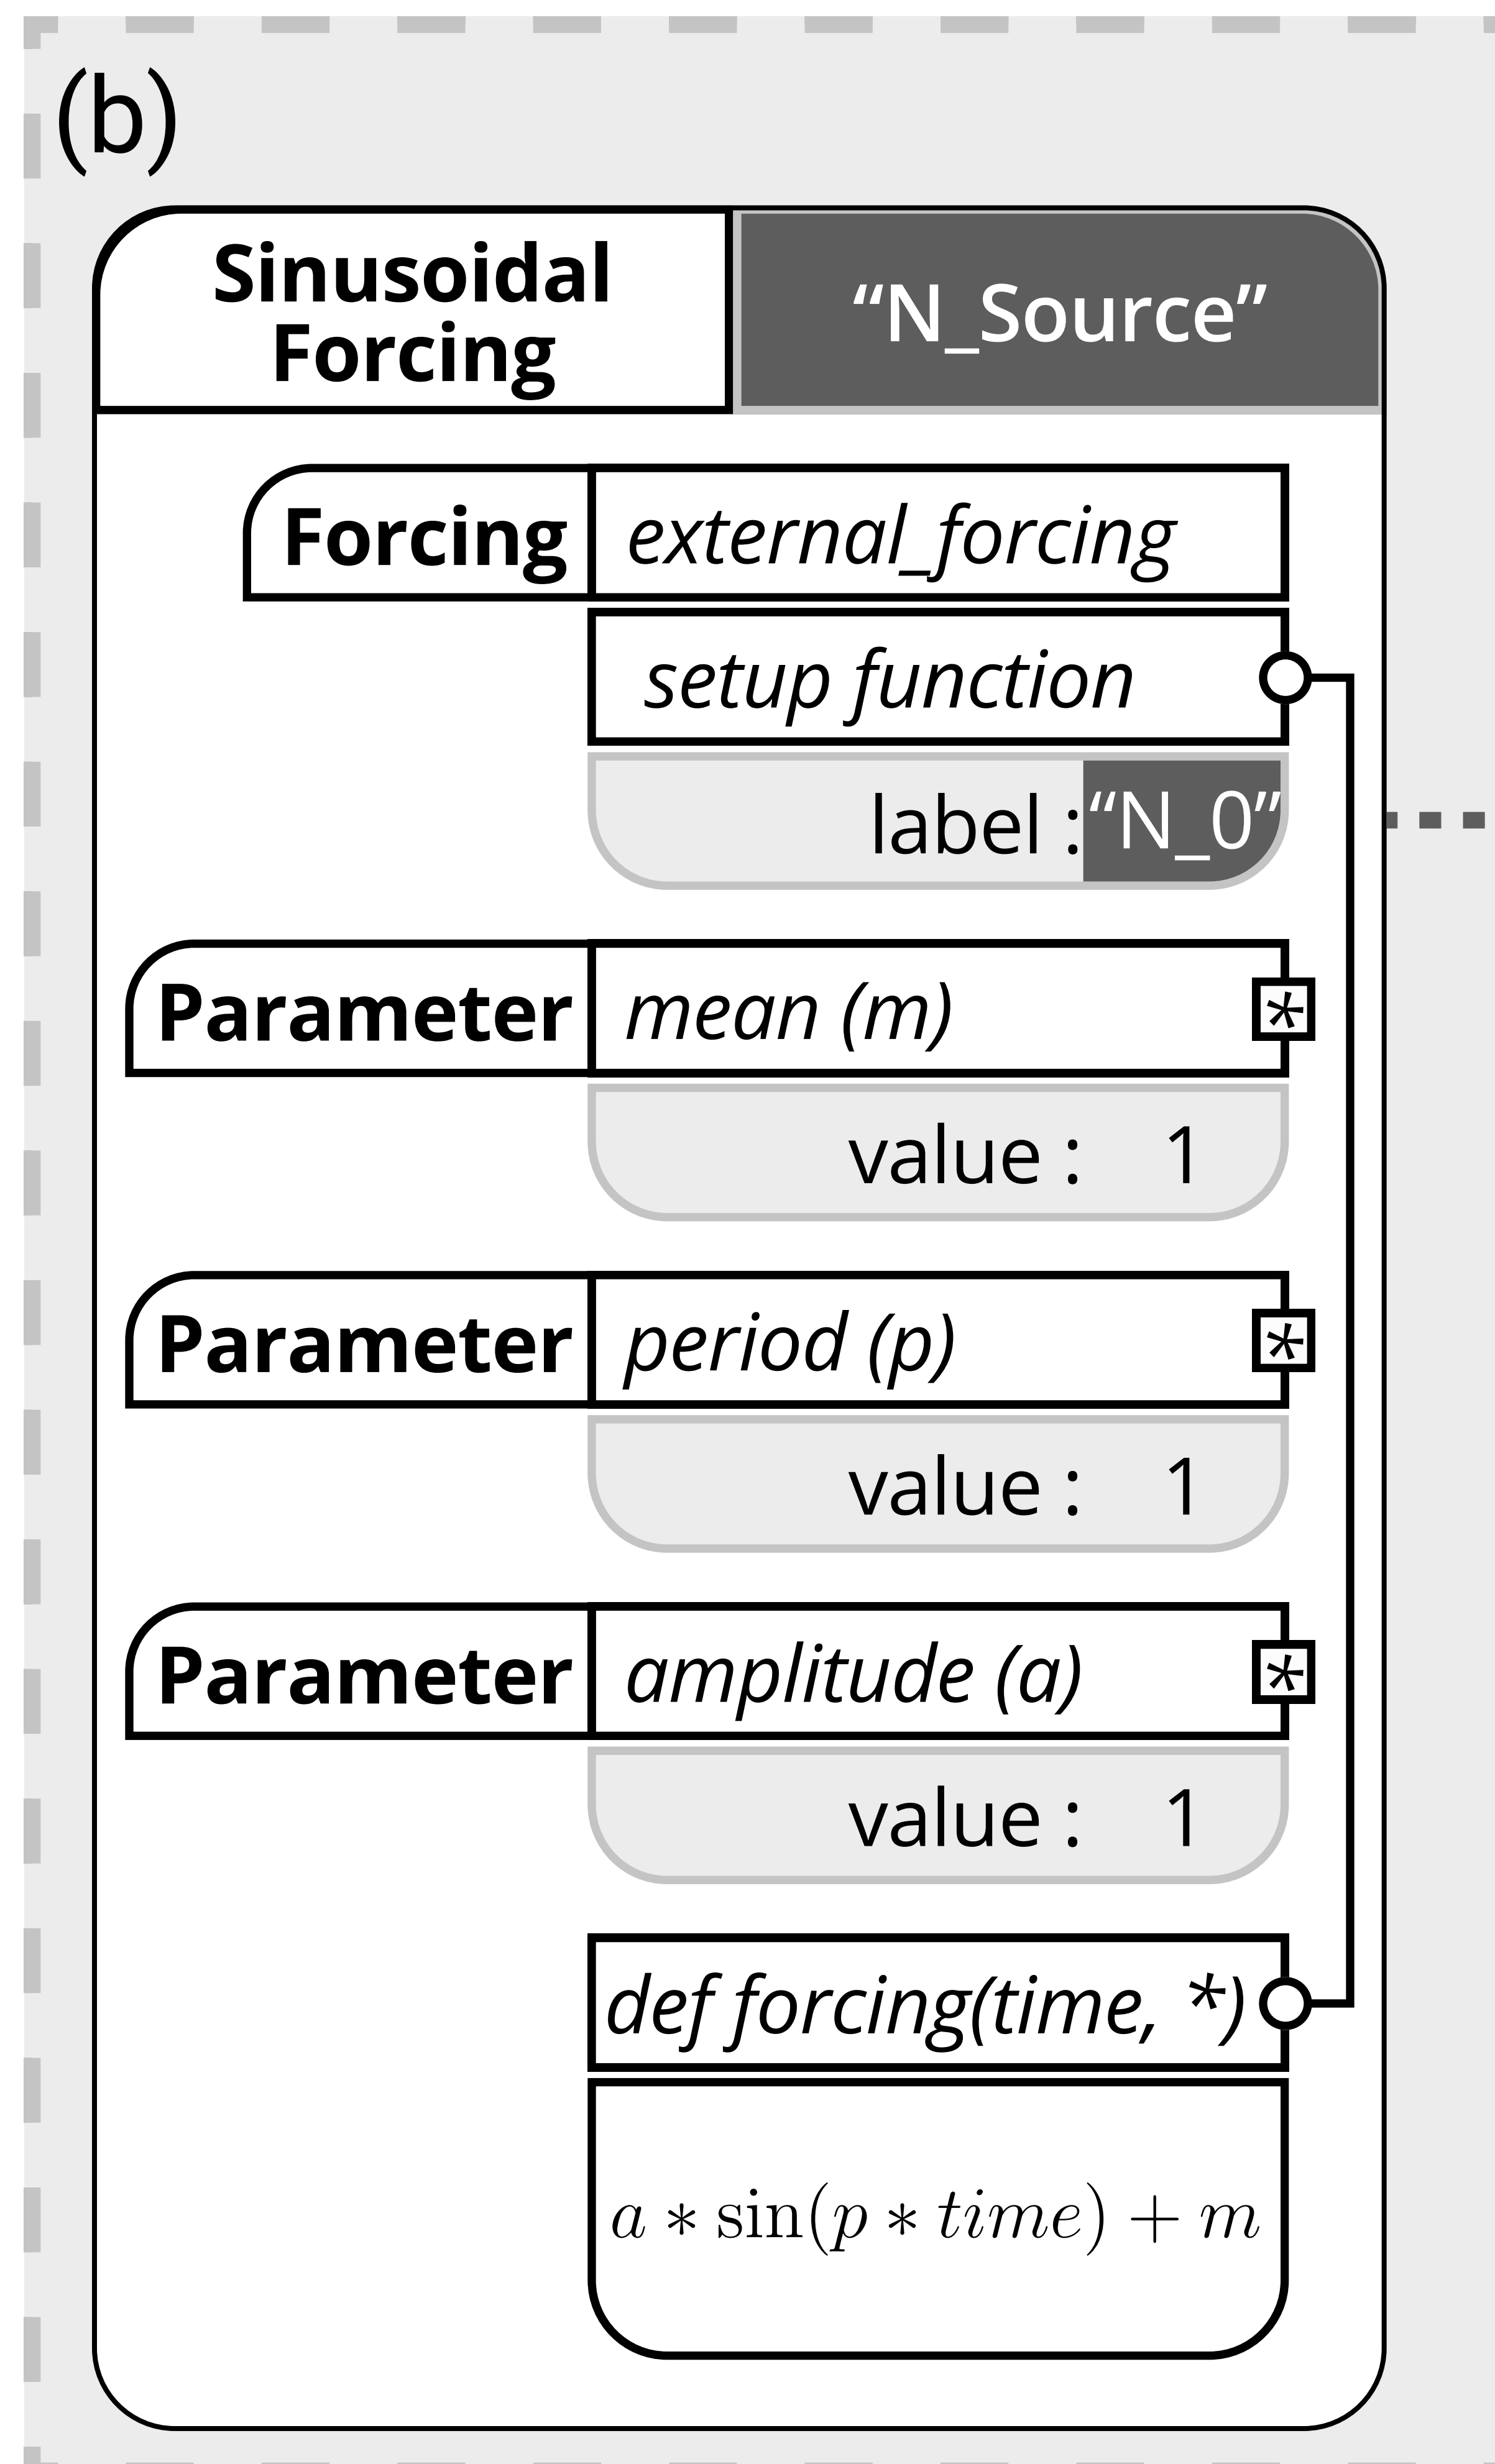 (b)
Sinusoidal
Forcing
“N_Source”
Forcing external_forcing
setup function
label : “N_0”
Parameter mean (m) *
value : 1
Parameter period (p) *
value : 1
Parameter amplitude (a) *
value : 1
def forcing(time, *)
a ∗ sin(p ∗ time) + m